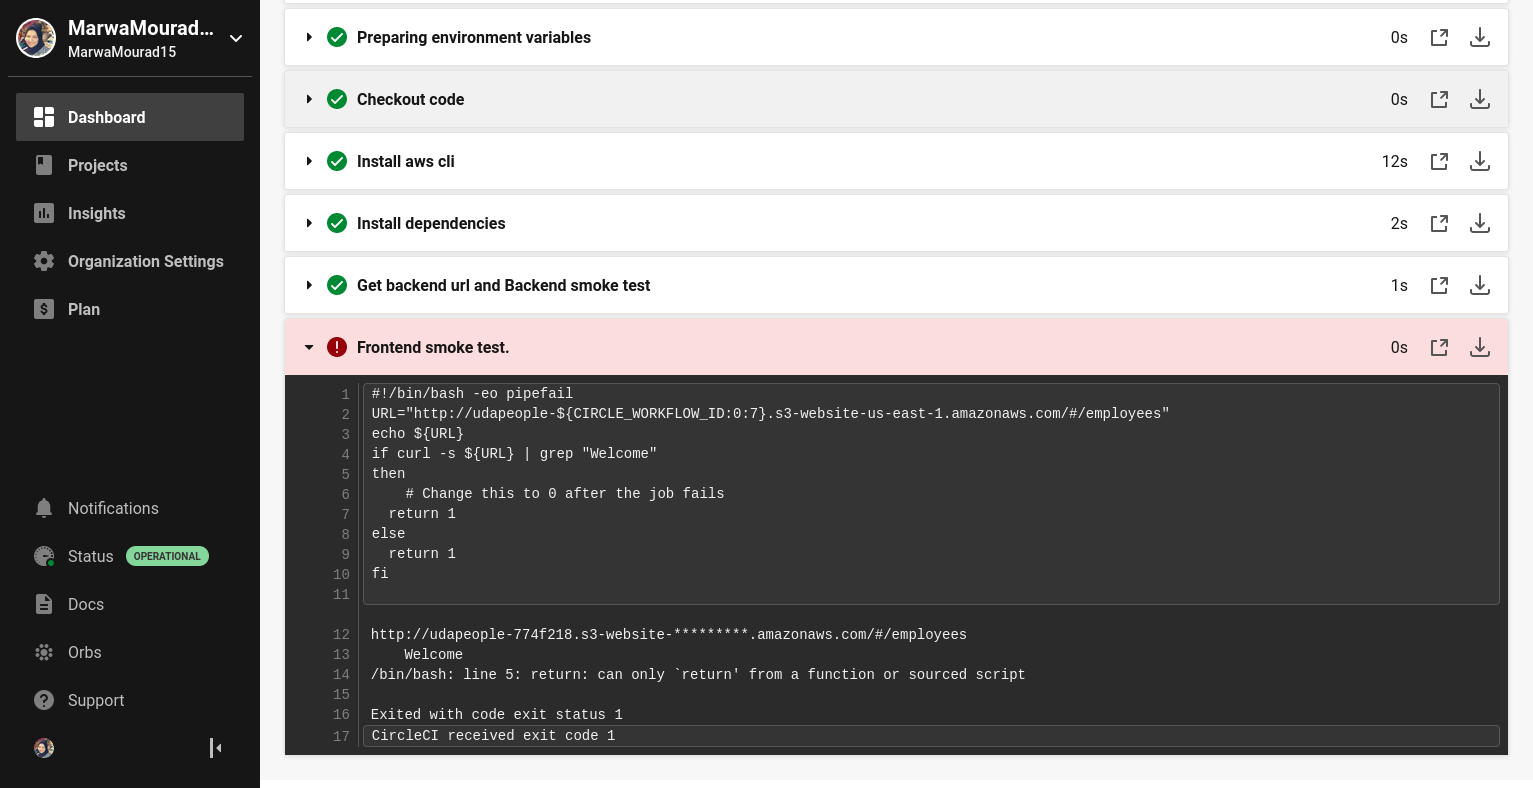 MarwaMourad...
MarwaMourad15
Dashboard
Projects
Insights
Organization Settings
Plan
Notifications
Status OPERATIONAL
Docs
Orbs
Support
Preparing environment variables 0s
Checkout code 0s
Install aws cli 12s
Install dependencies 2s
Get backend url and Backend smoke test 1s
Frontend smoke test. 0s
1 #!/bin/bash -eo pipefail
2 URL="http://udapeople-${CIRCLE_WORKFLOW_ID:0:7}.s3-website-us-east-1.amazonaws.com/#/employees"
3 echo ${URL}
4 if curl -s ${URL} | grep "Welcome"
5 then
6     # Change this to 0 after the job fails
7   return 1
8 else
9   return 1
10 fi
11
12 http://udapeople-774f218.s3-website-*********.amazonaws.com/#/employees
13     Welcome
14 /bin/bash: line 5: return: can only `return' from a function or sourced script
15
16 Exited with code exit status 1
17 CircleCI received exit code 1